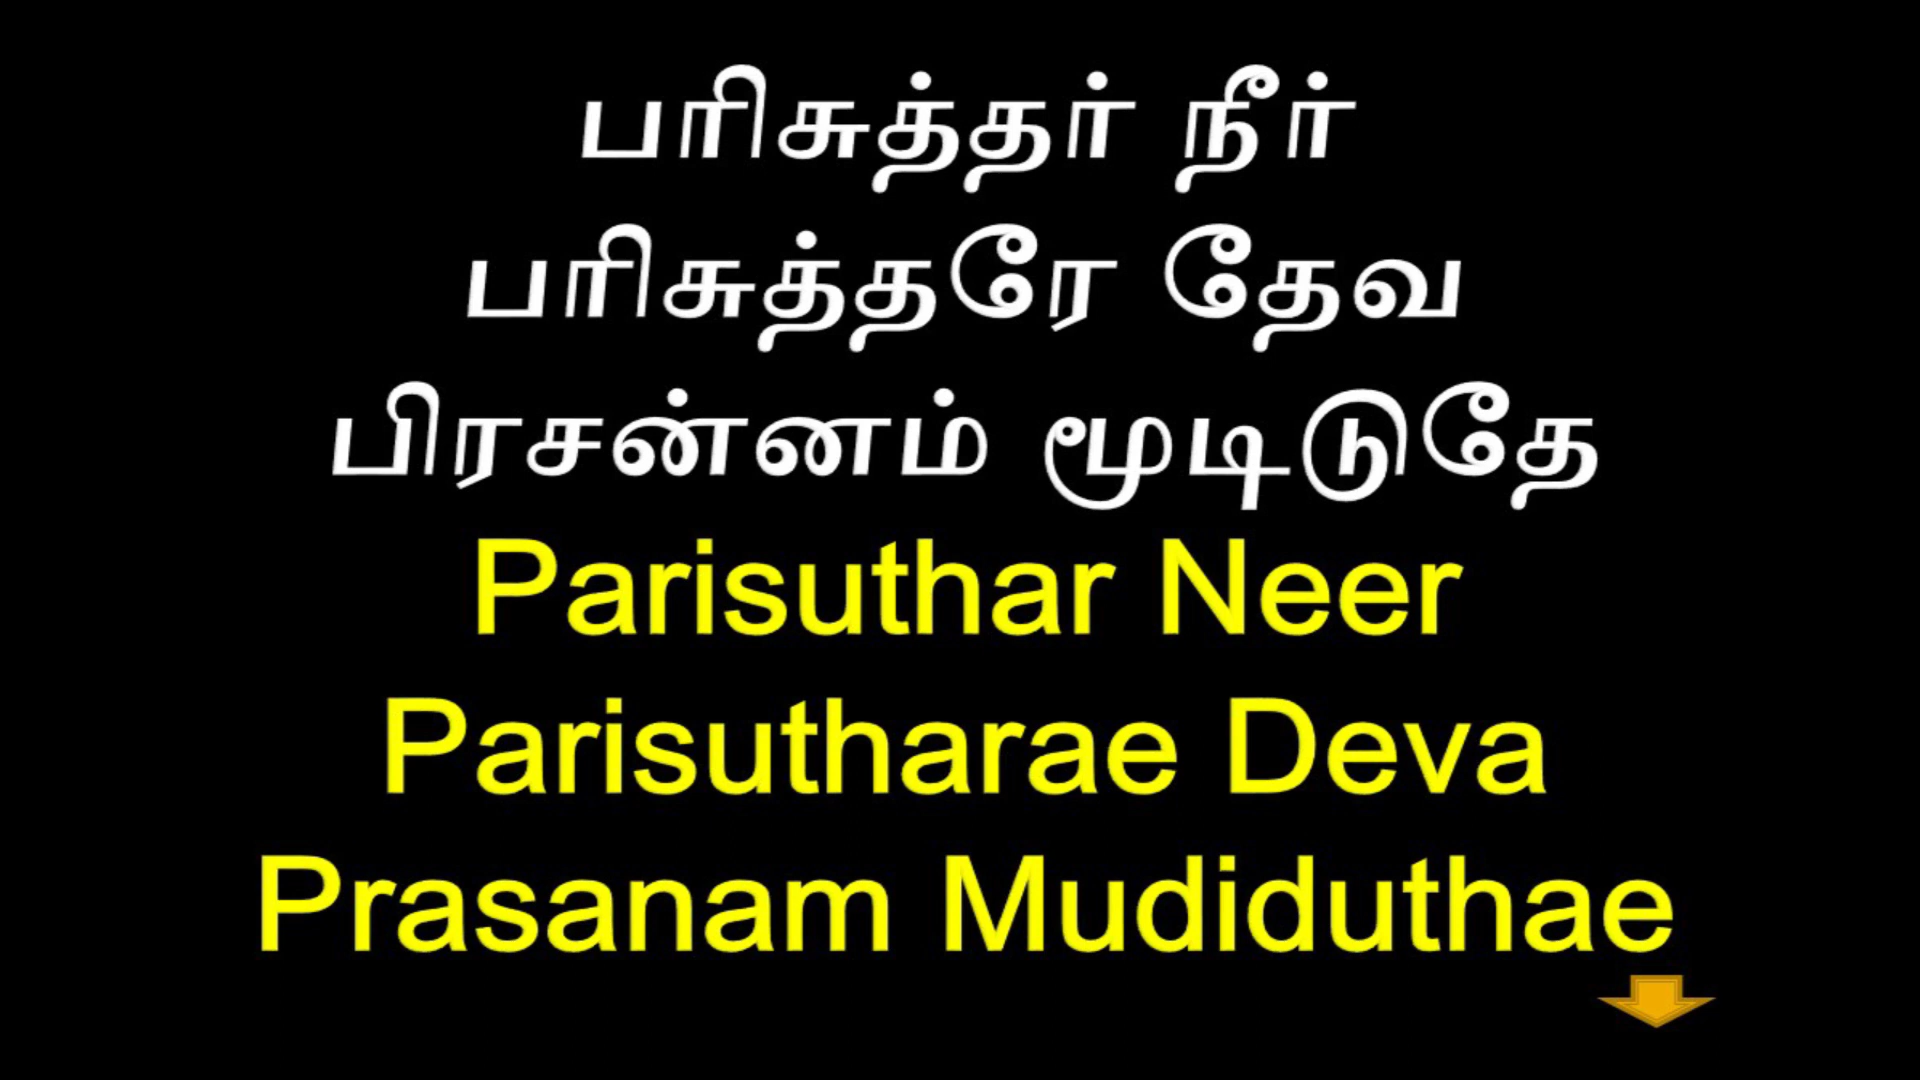 பரிசுத்தர் நீர்
பரிசுத்தரே தேவ
பிரசன்னம் மூடிடுதே
Parisuthar Neer
Parisutharae Deva
Prasanam Mudiduthae